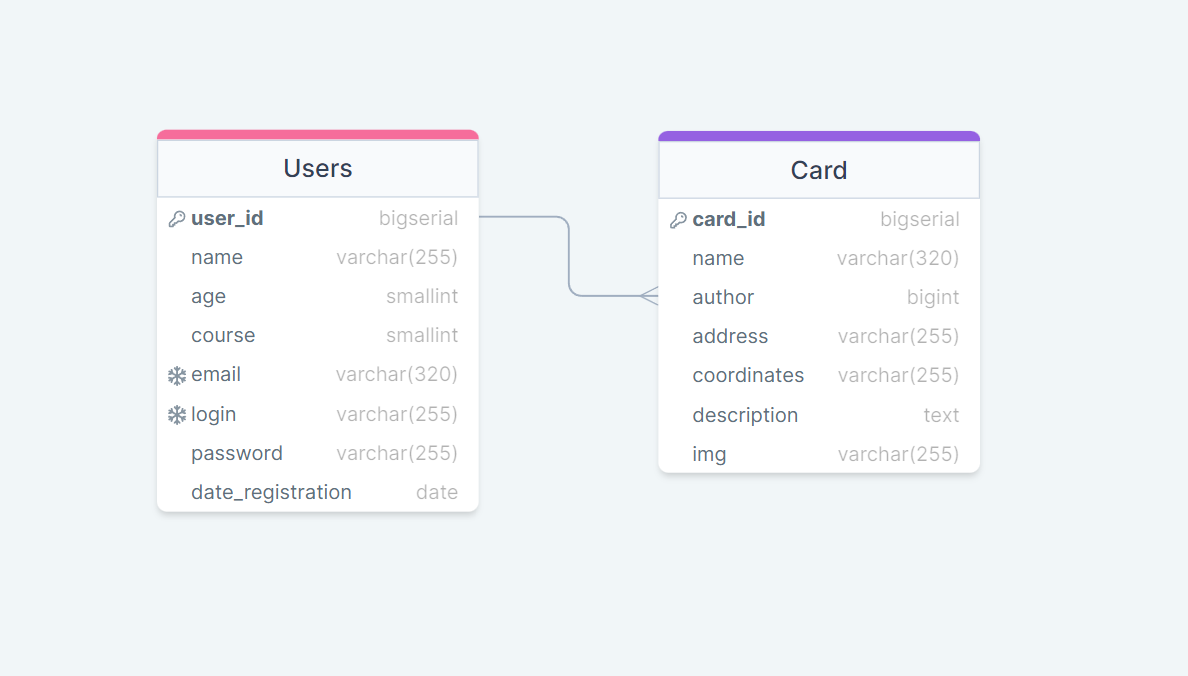 Users
user_id bigserial
name varchar(255)
age smallint
course smallint
email varchar(320)
login varchar(255)
password varchar(255)
date_registration date
Card
card_id bigserial
name varchar(320)
author bigint
address varchar(255)
coordinates varchar(255)
description text
img varchar(255)